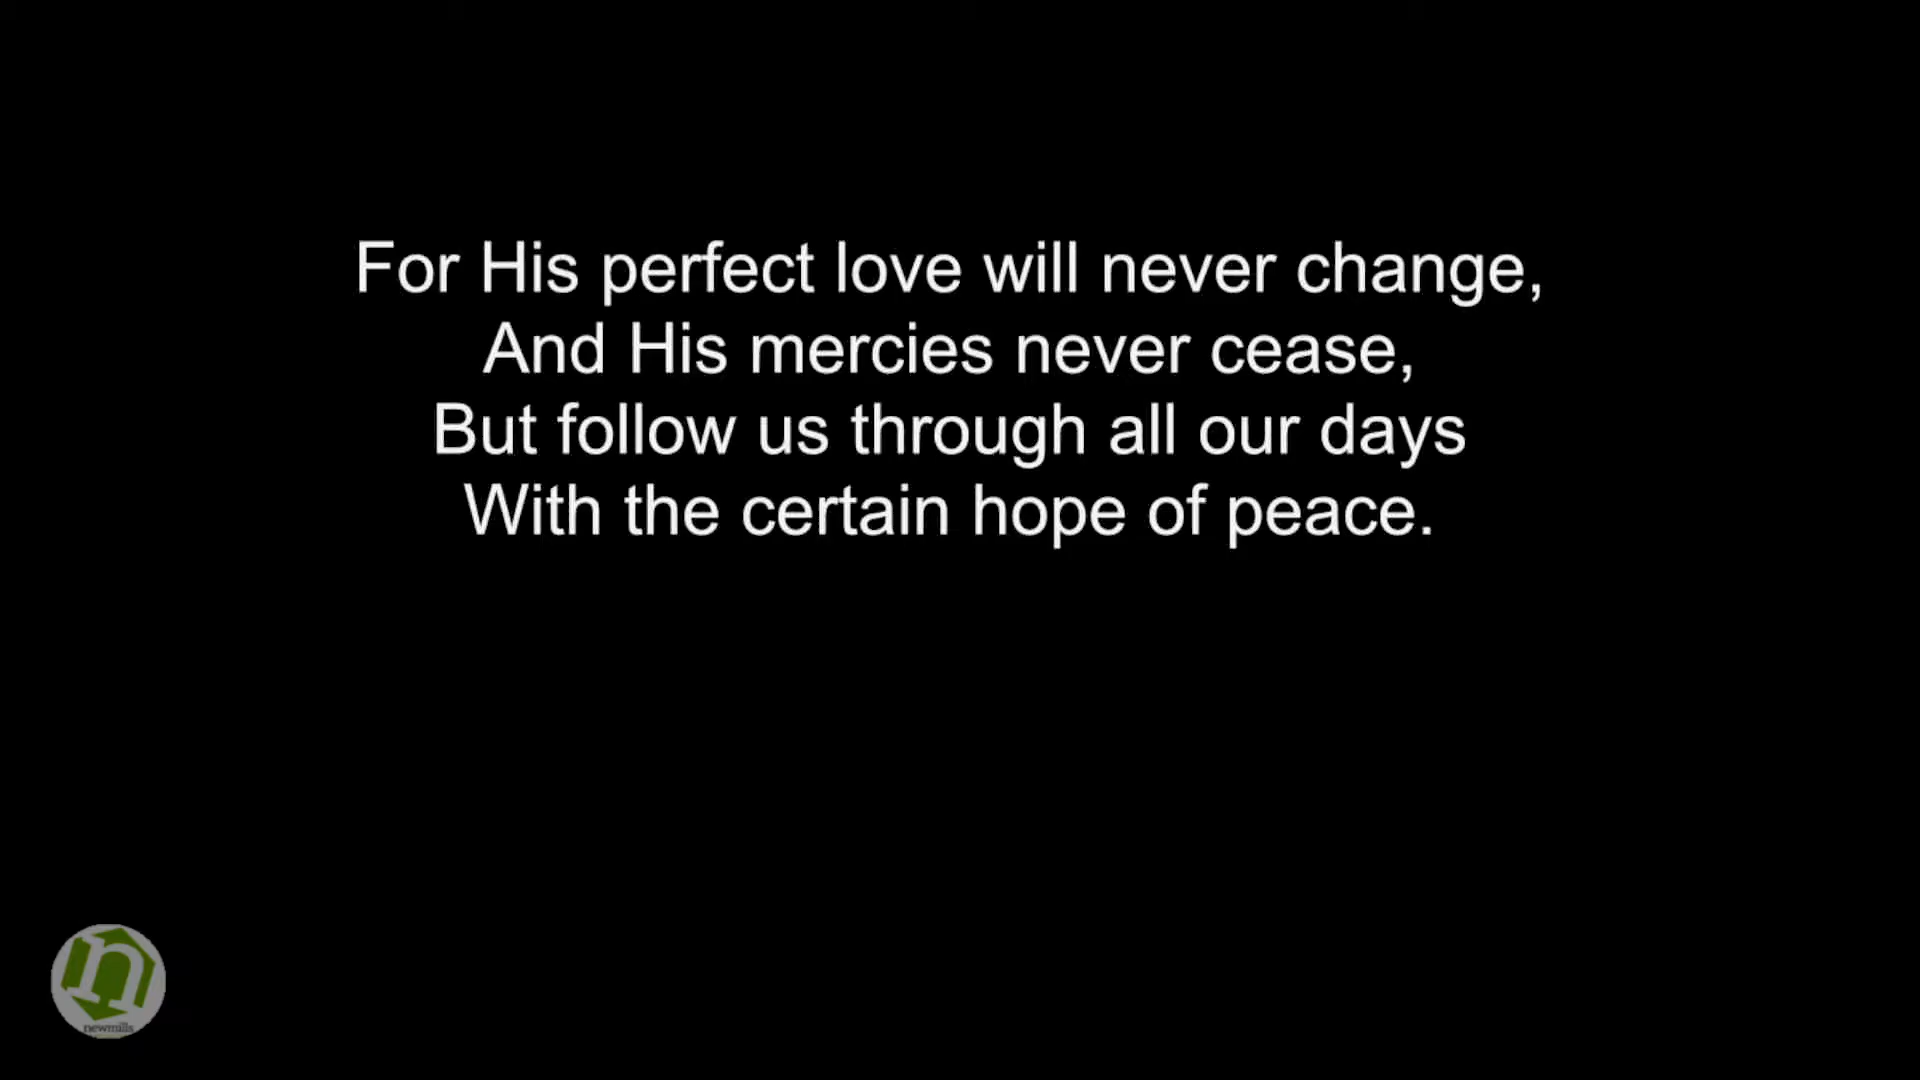 For His perfect love will never change,
And His mercies never cease,
But follow us through all our days
With the certain hope of peace.
n
newmills